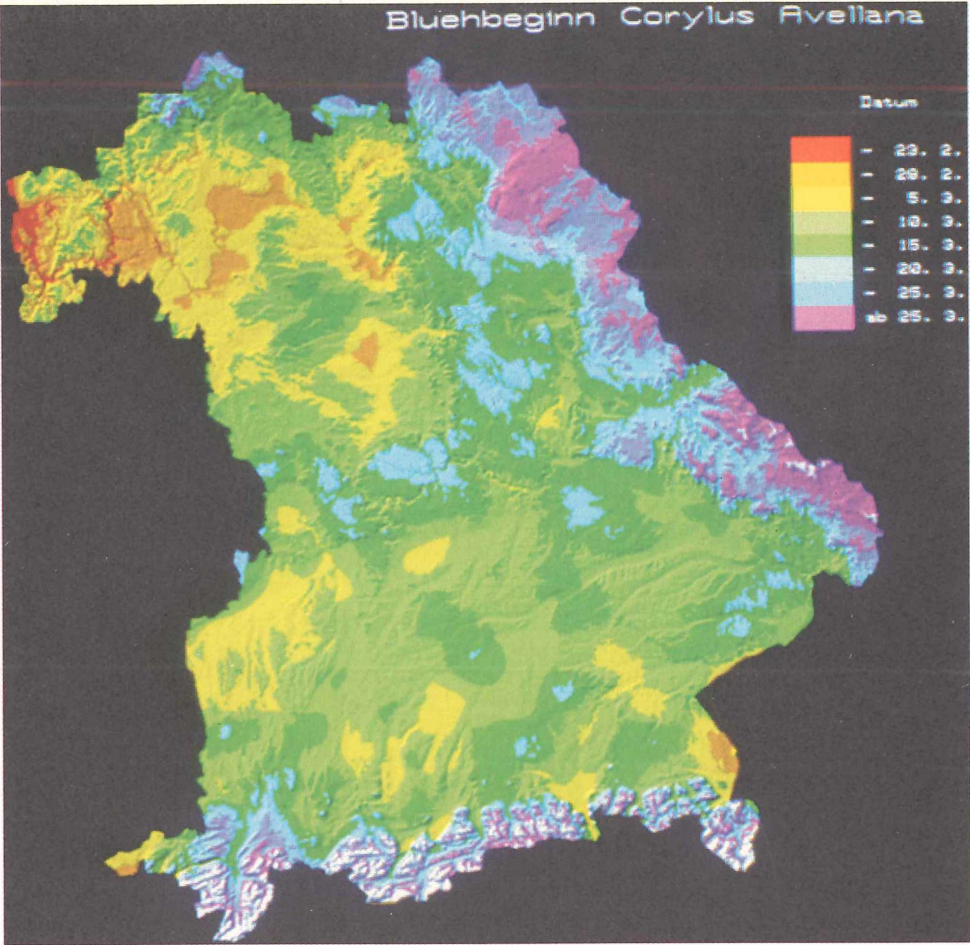 Bluehbeginn Corylus Avellana
Datum
- 23. 2.
- 28. 2.
- 5. 3.
- 10. 3.
- 15. 3.
- 20. 3.
- 25. 3.
ab 25. 3.